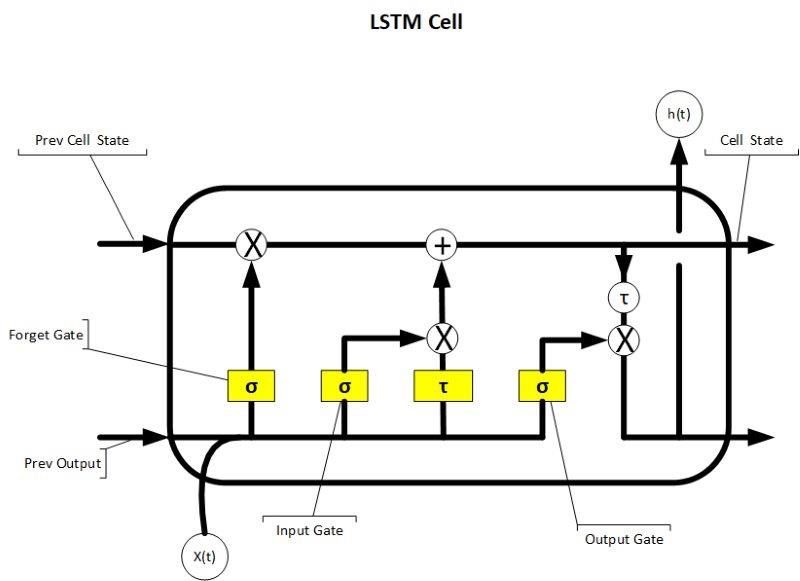 LSTM Cell
h(t)
Prev Cell State
Cell State
X
+
τ
Forget Gate
X
X
σ
σ
τ
σ
Prev Output
Input Gate
Output Gate
X(t)